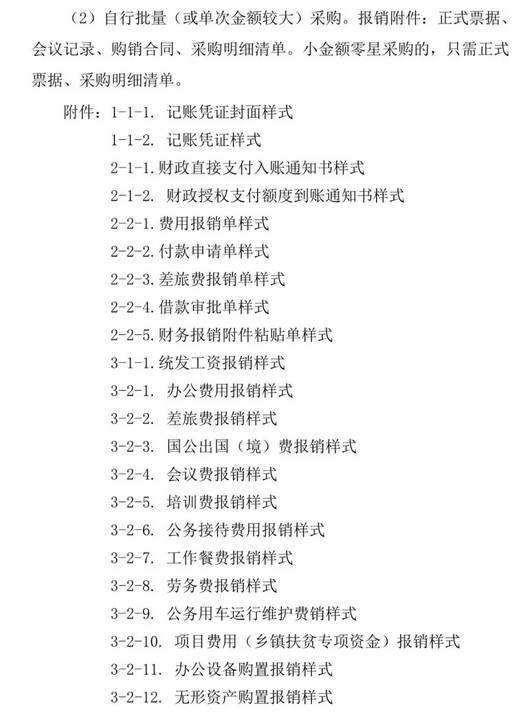 （2）自行批量（或单次金额较大）采购。报销附件：正式票据、
会议记录、购销合同、采购明细清单。小金额零星采购的，只需正式
票据、采购明细清单。
附件：1-1-1. 记账凭证封面样式
1-1-2. 记账凭证样式
2-1-1.财政直接支付入账通知书样式
2-1-2. 财政授权支付额度到账通知书样式
2-2-1.费用报销单样式
2-2-2.付款申请单样式
2-2-3.差旅费报销单样式
2-2-4.借款审批单样式
2-2-5.财务报销附件粘贴单样式
3-1-1.统发工资报销样式
3-2-1. 办公费用报销样式
3-2-2. 差旅费报销样式
3-2-3. 国公出国（境）费报销样式
3-2-4. 会议费报销样式
3-2-5. 培训费报销样式
3-2-6. 公务接待费用报销样式
3-2-7. 工作餐费报销样式
3-2-8. 劳务费报销样式
3-2-9. 公务用车运行维护费销样式
3-2-10. 项目费用（乡镇扶贫专项资金）报销样式
3-2-11. 办公设备购置报销样式
3-2-12. 无形资产购置报销样式